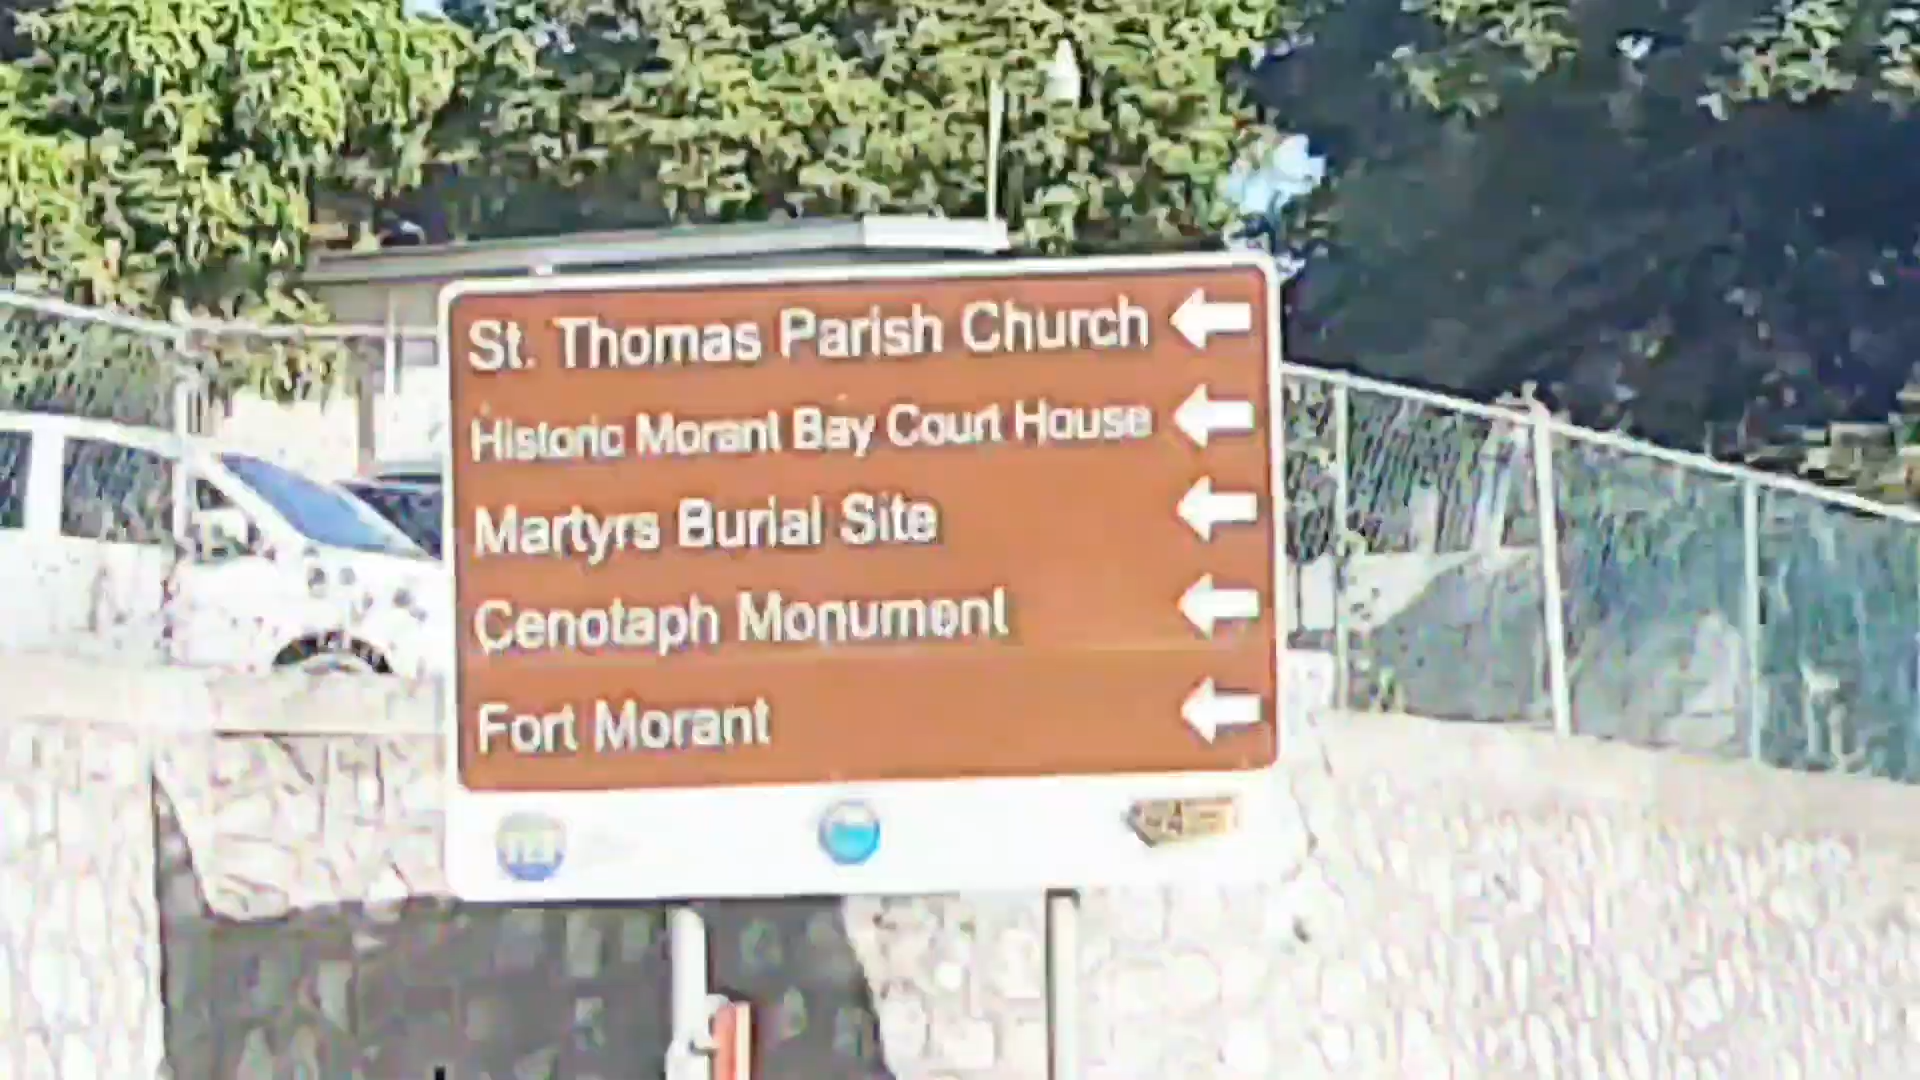 St. Thomas Parish Church
Historic Morant Bay Court House
Martyrs Burial Site
Cenotaph Monument
Fort Morant